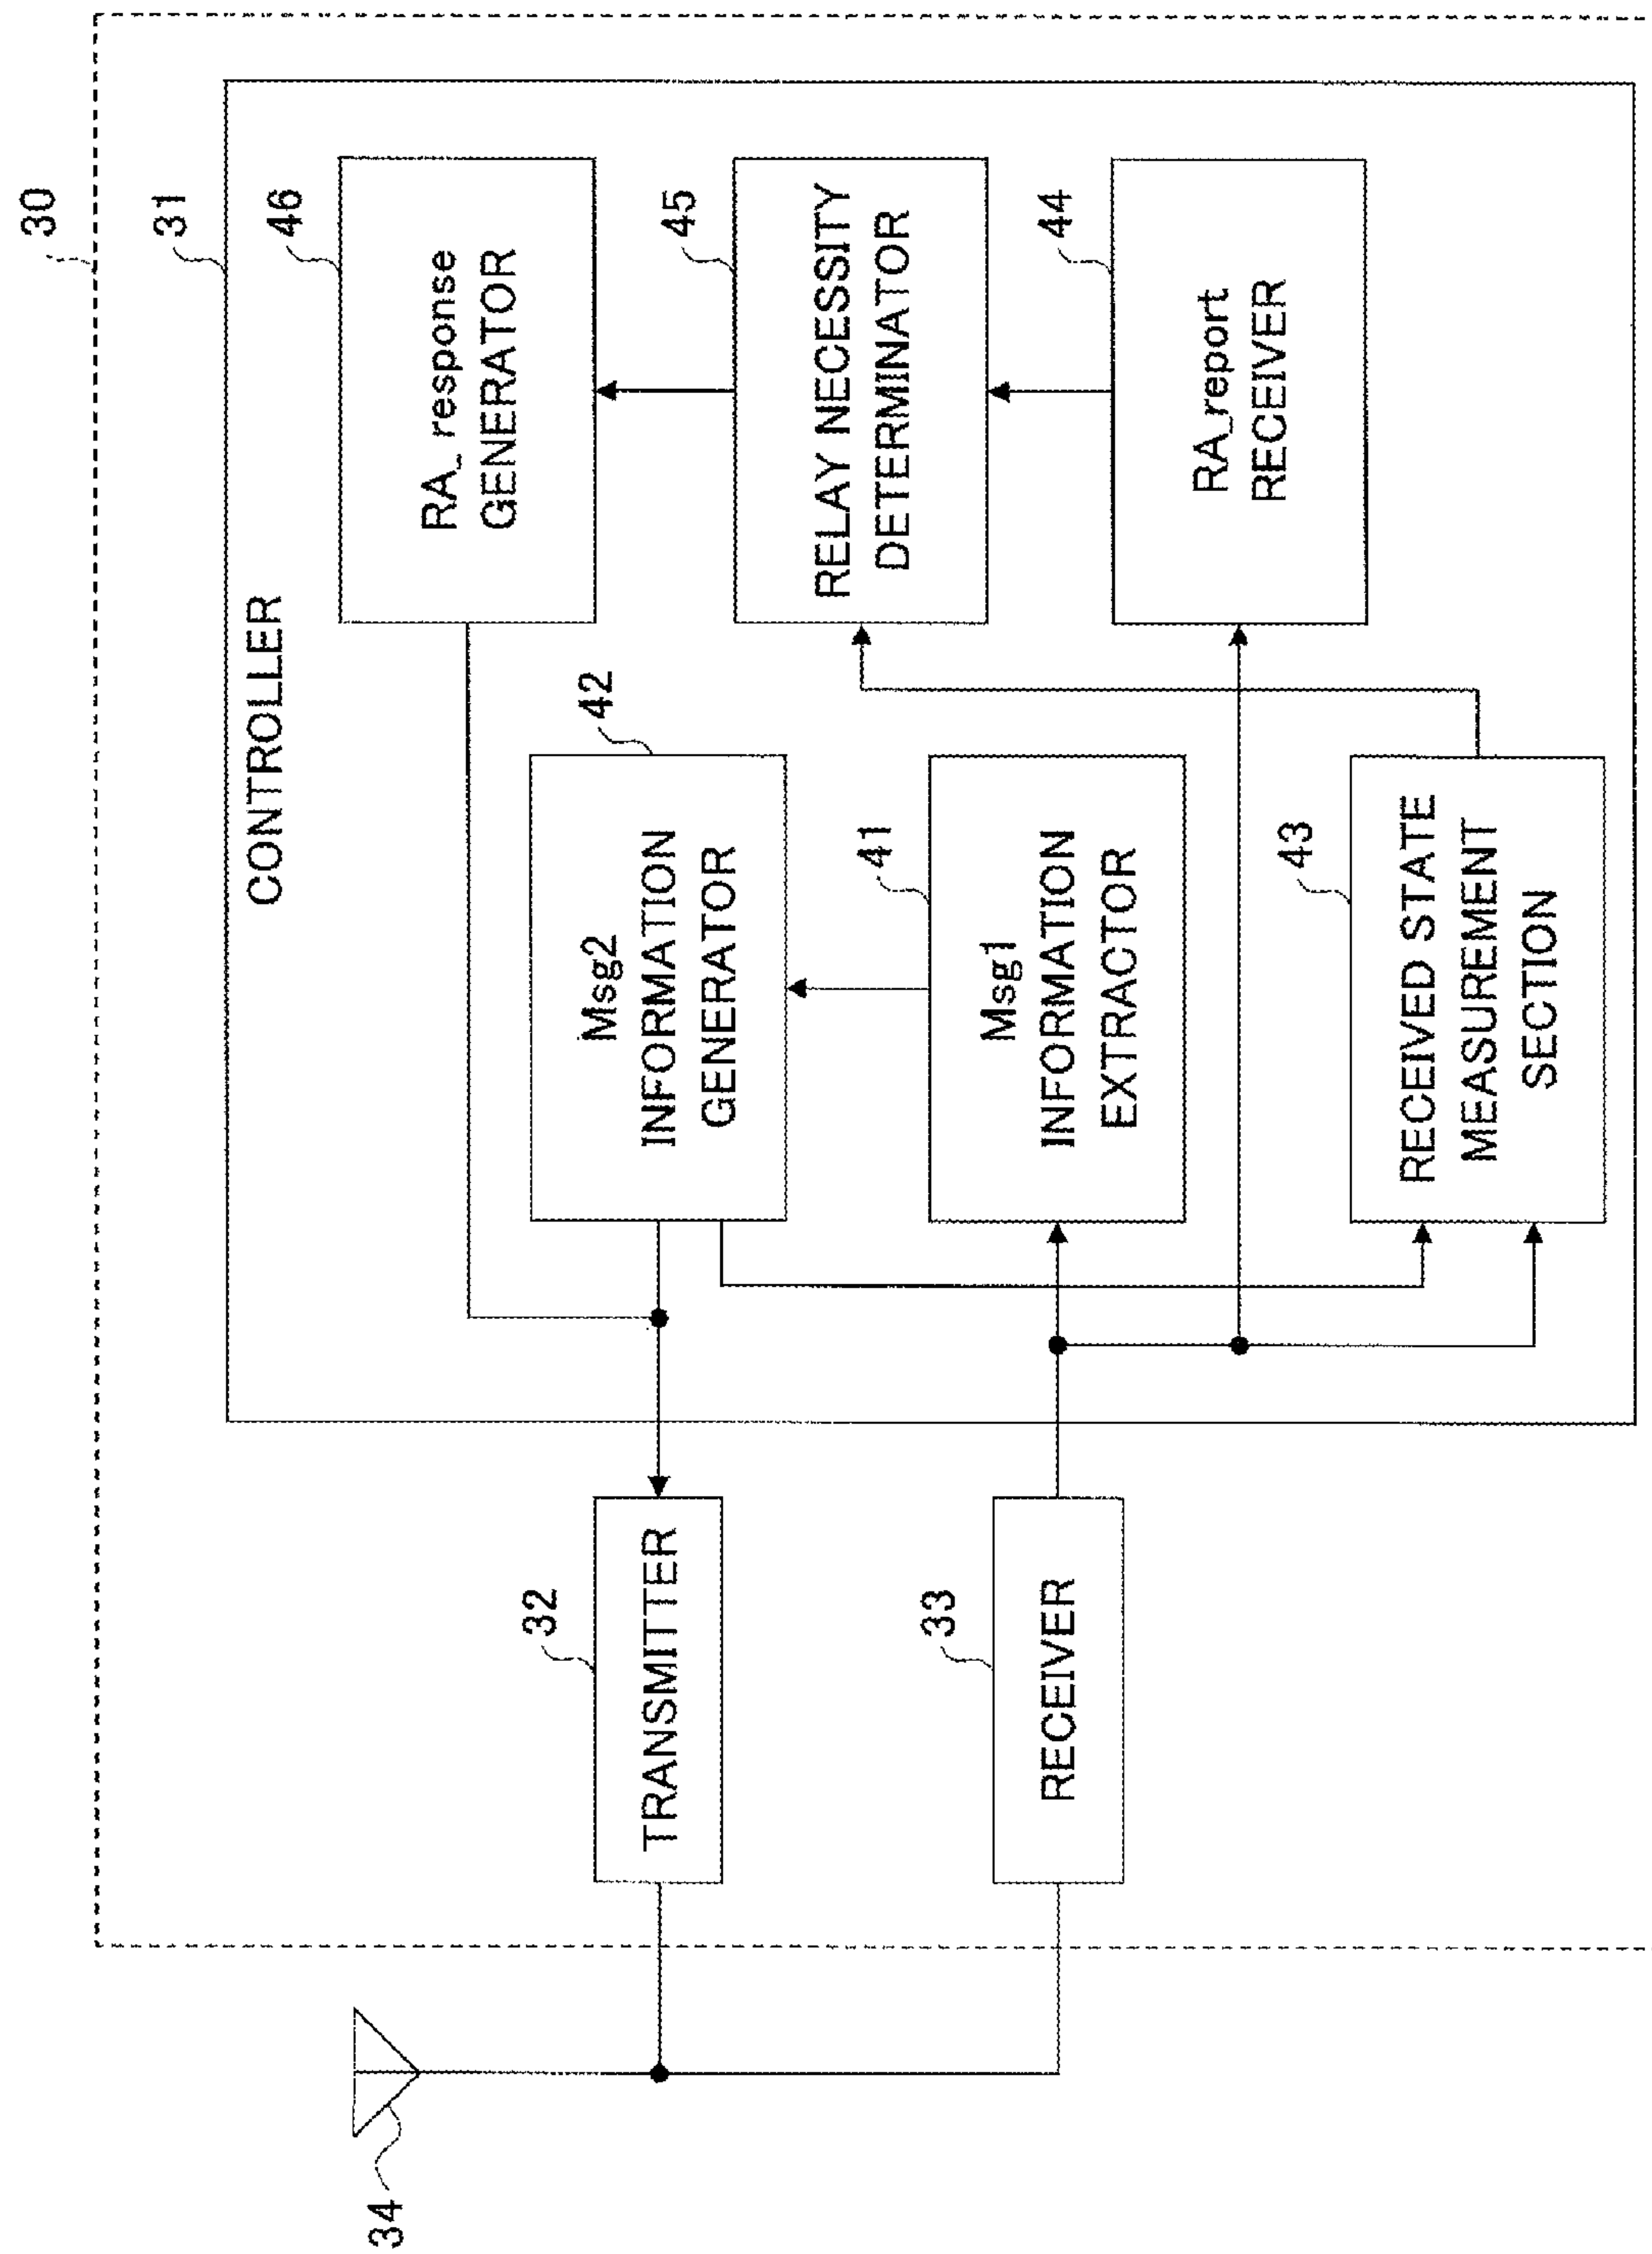 30
31
CONTROLLER
46
RA_response
GENERATOR
45
RELAY NECESSITY
DETERMINATOR
44
RA_report
RECEIVER
42
Msg2
INFORMATION
GENERATOR
41
Msg1
INFORMATION
EXTRACTOR
43
RECEIVED STATE
MEASUREMENT
SECTION
32
TRANSMITTER
33
RECEIVER
34